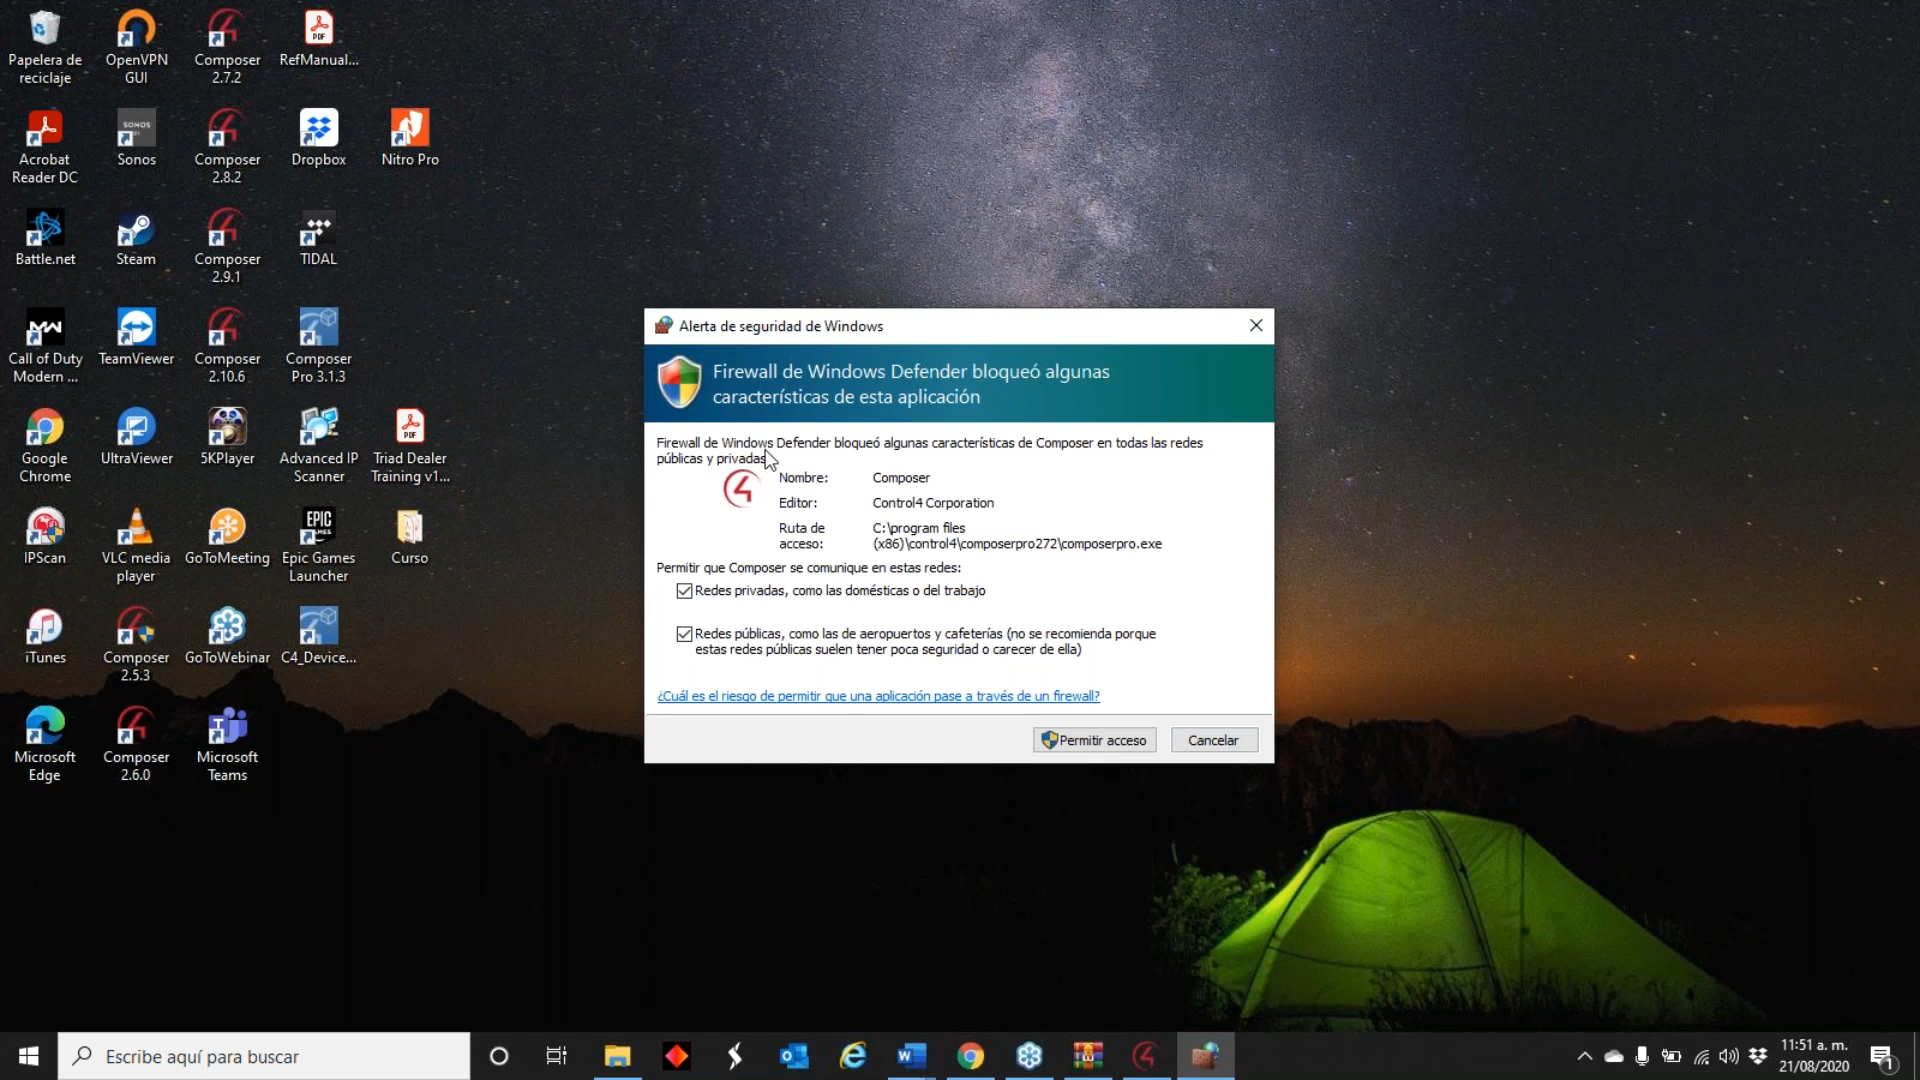 Papelera de
reciclaje
OpenVPN
GUI
Composer
2.7.2
PDF
RefManual...
Acrobat
Reader DC
SONOS
Sonos
Composer
2.8.2
Dropbox
Nitro Pro
Battle.net
Steam
Composer
2.9.1
TIDAL
Call of Duty
Modern ...
TeamViewer
Composer
2.10.6
Composer
Pro 3.1.3
Google
Chrome
UltraViewer
5KPlayer
Advanced IP
Scanner
PDF
Triad Dealer
Training v1...
IPScan
VLC media
player
GoToMeeting
EPIC
GAMES
Epic Games
Launcher
Curso
iTunes
Composer
2.5.3
GoToWebinar
C4_Device...
Microsoft
Edge
Composer
2.6.0
Microsoft
Teams
Alerta de seguridad de Windows
Firewall de Windows Defender bloqueó algunas
características de esta aplicación
Firewall de Windows Defender bloqueó algunas características de Composer en todas las redes
públicas y privadas
Nombre: Composer
Editor: Control4 Corporation
Ruta de C:\program files
acceso: (x86)\control4\composerpro272\composerpro.exe
Permitir que Composer se comunique en estas redes:
Redes privadas, como las domésticas o del trabajo
Redes públicas, como las de aeropuertos y cafeterías (no se recomienda porque
estas redes públicas suelen tener poca seguridad o carecer de ella)
¿Cuál es el riesgo de permitir que una aplicación pase a través de un firewall?
Permitir acceso
Cancelar
Escribe aquí para buscar
11:51 a. m.
21/08/2020
1